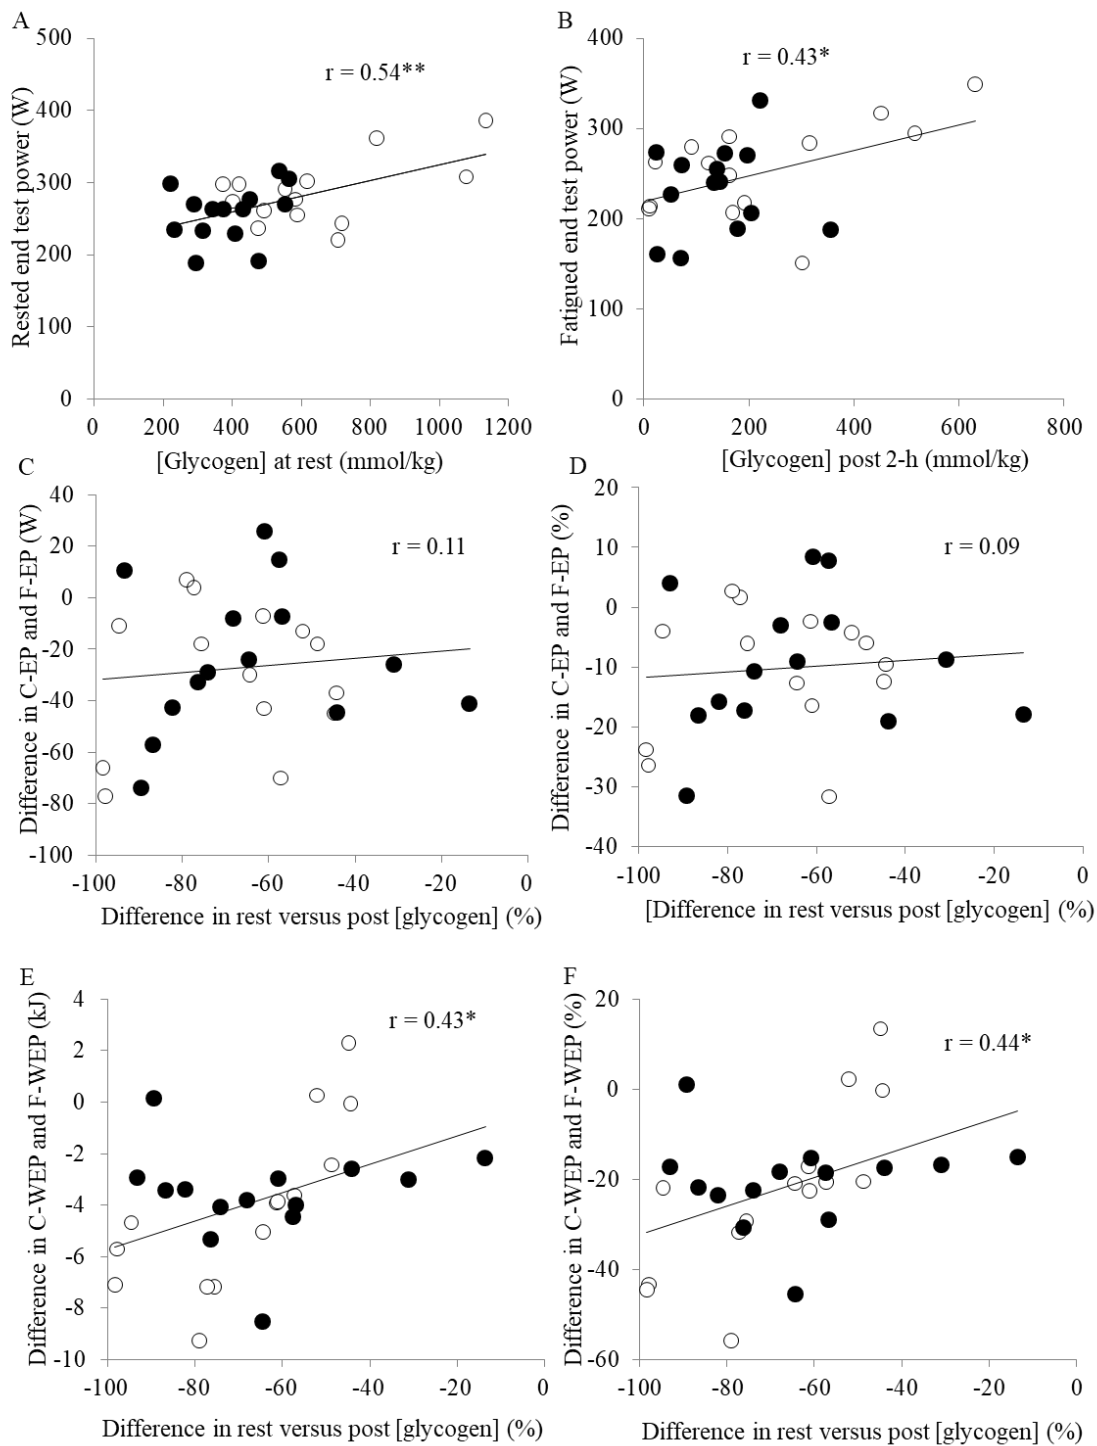 A
500
400
300
200
100
0
r = 0.54**
Rested end test power (W)
0 200 400 600 800 1000 1200
[Glycogen] at rest (mmol/kg)
B
400
300
200
100
0
r = 0.43*
Fatigued end test power (W)
0 200 400 600 800
[Glycogen] post 2-h (mmol/kg)
C
40
20
0
-20
-40
-60
-80
-100
r = 0.11
Difference in C-EP and F-EP (W)
-100 -80 -60 -40 -20 0
Difference in rest versus post [glycogen] (%)
D
20
10
0
-10
-20
-30
-40
r = 0.09
Difference in C-EP and F-EP (%)
-100 -80 -60 -40 -20 0
[Difference in rest versus post [glycogen] (%)
E
4
2
0
-2
-4
-6
-8
-10
r = 0.43*
Difference in C-WEP and F-WEP (kJ)
-100 -80 -60 -40 -20 0
Difference in rest versus post [glycogen] (%)
F
20
0
-20
-40
-60
r = 0.44*
Difference in C-WEP and F-WEP (%)
-100 -80 -60 -40 -20 0
Difference in rest versus post [glycogen] (%)